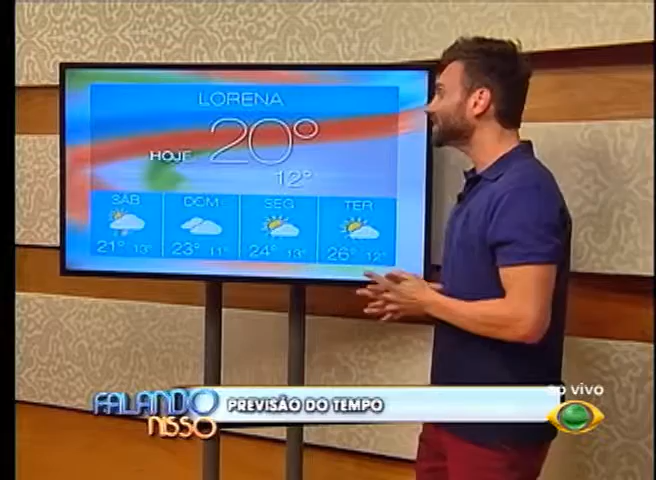 LORENA
HOJE 20°
12°
SÁB DOM SEG TER
21° 13° 23° 11° 24° 13° 26° 12°
AO VIVO
FALANDO NISSO
PREVISÃO DO TEMPO